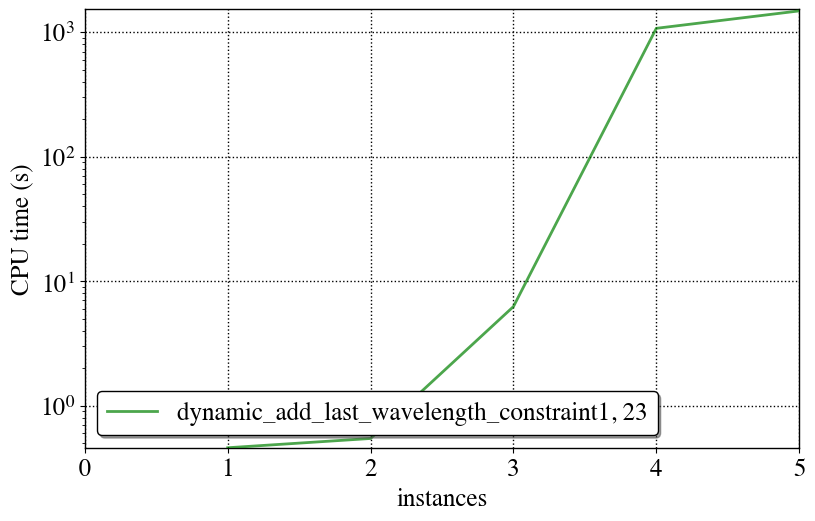 10³
10²
10¹
10⁰
CPU time (s)
dynamic_add_last_wavelength_constraint1, 23
0 1 2 3 4 5
instances